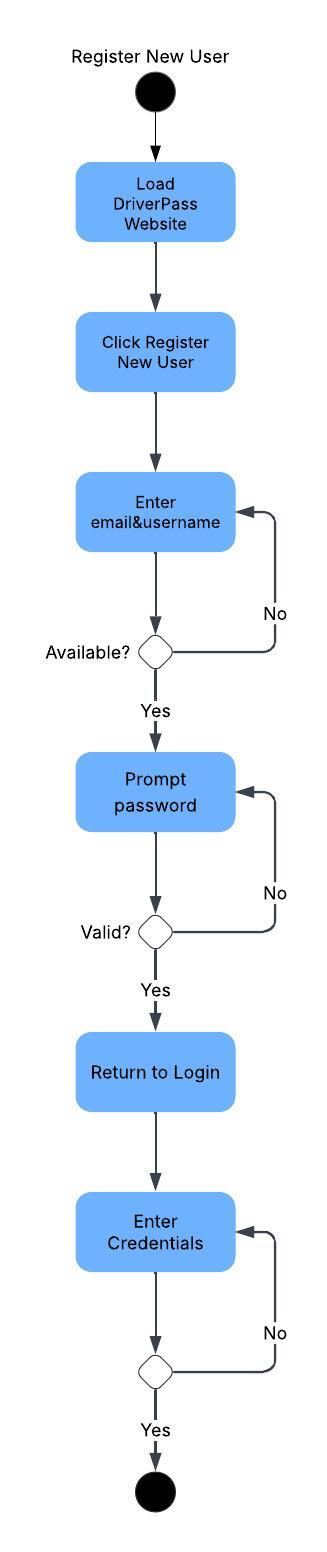 Register New User
Load
DriverPass
Website
Click Register
New User
Enter
email&username
No
Available?
Yes
Prompt
password
No
Valid?
Yes
Return to Login
Enter
Credentials
No
Yes